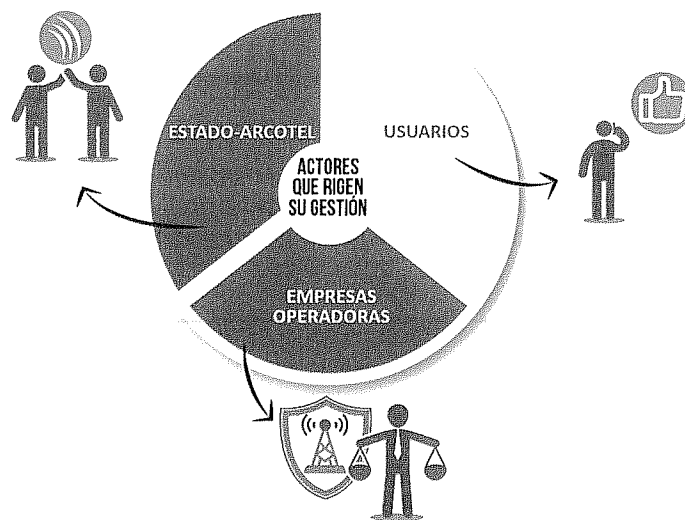 ESTADO-ARCOTEL
USUARIOS
ACTORES
QUE RIGEN
SU GESTIÓN
EMPRESAS
OPERADORAS